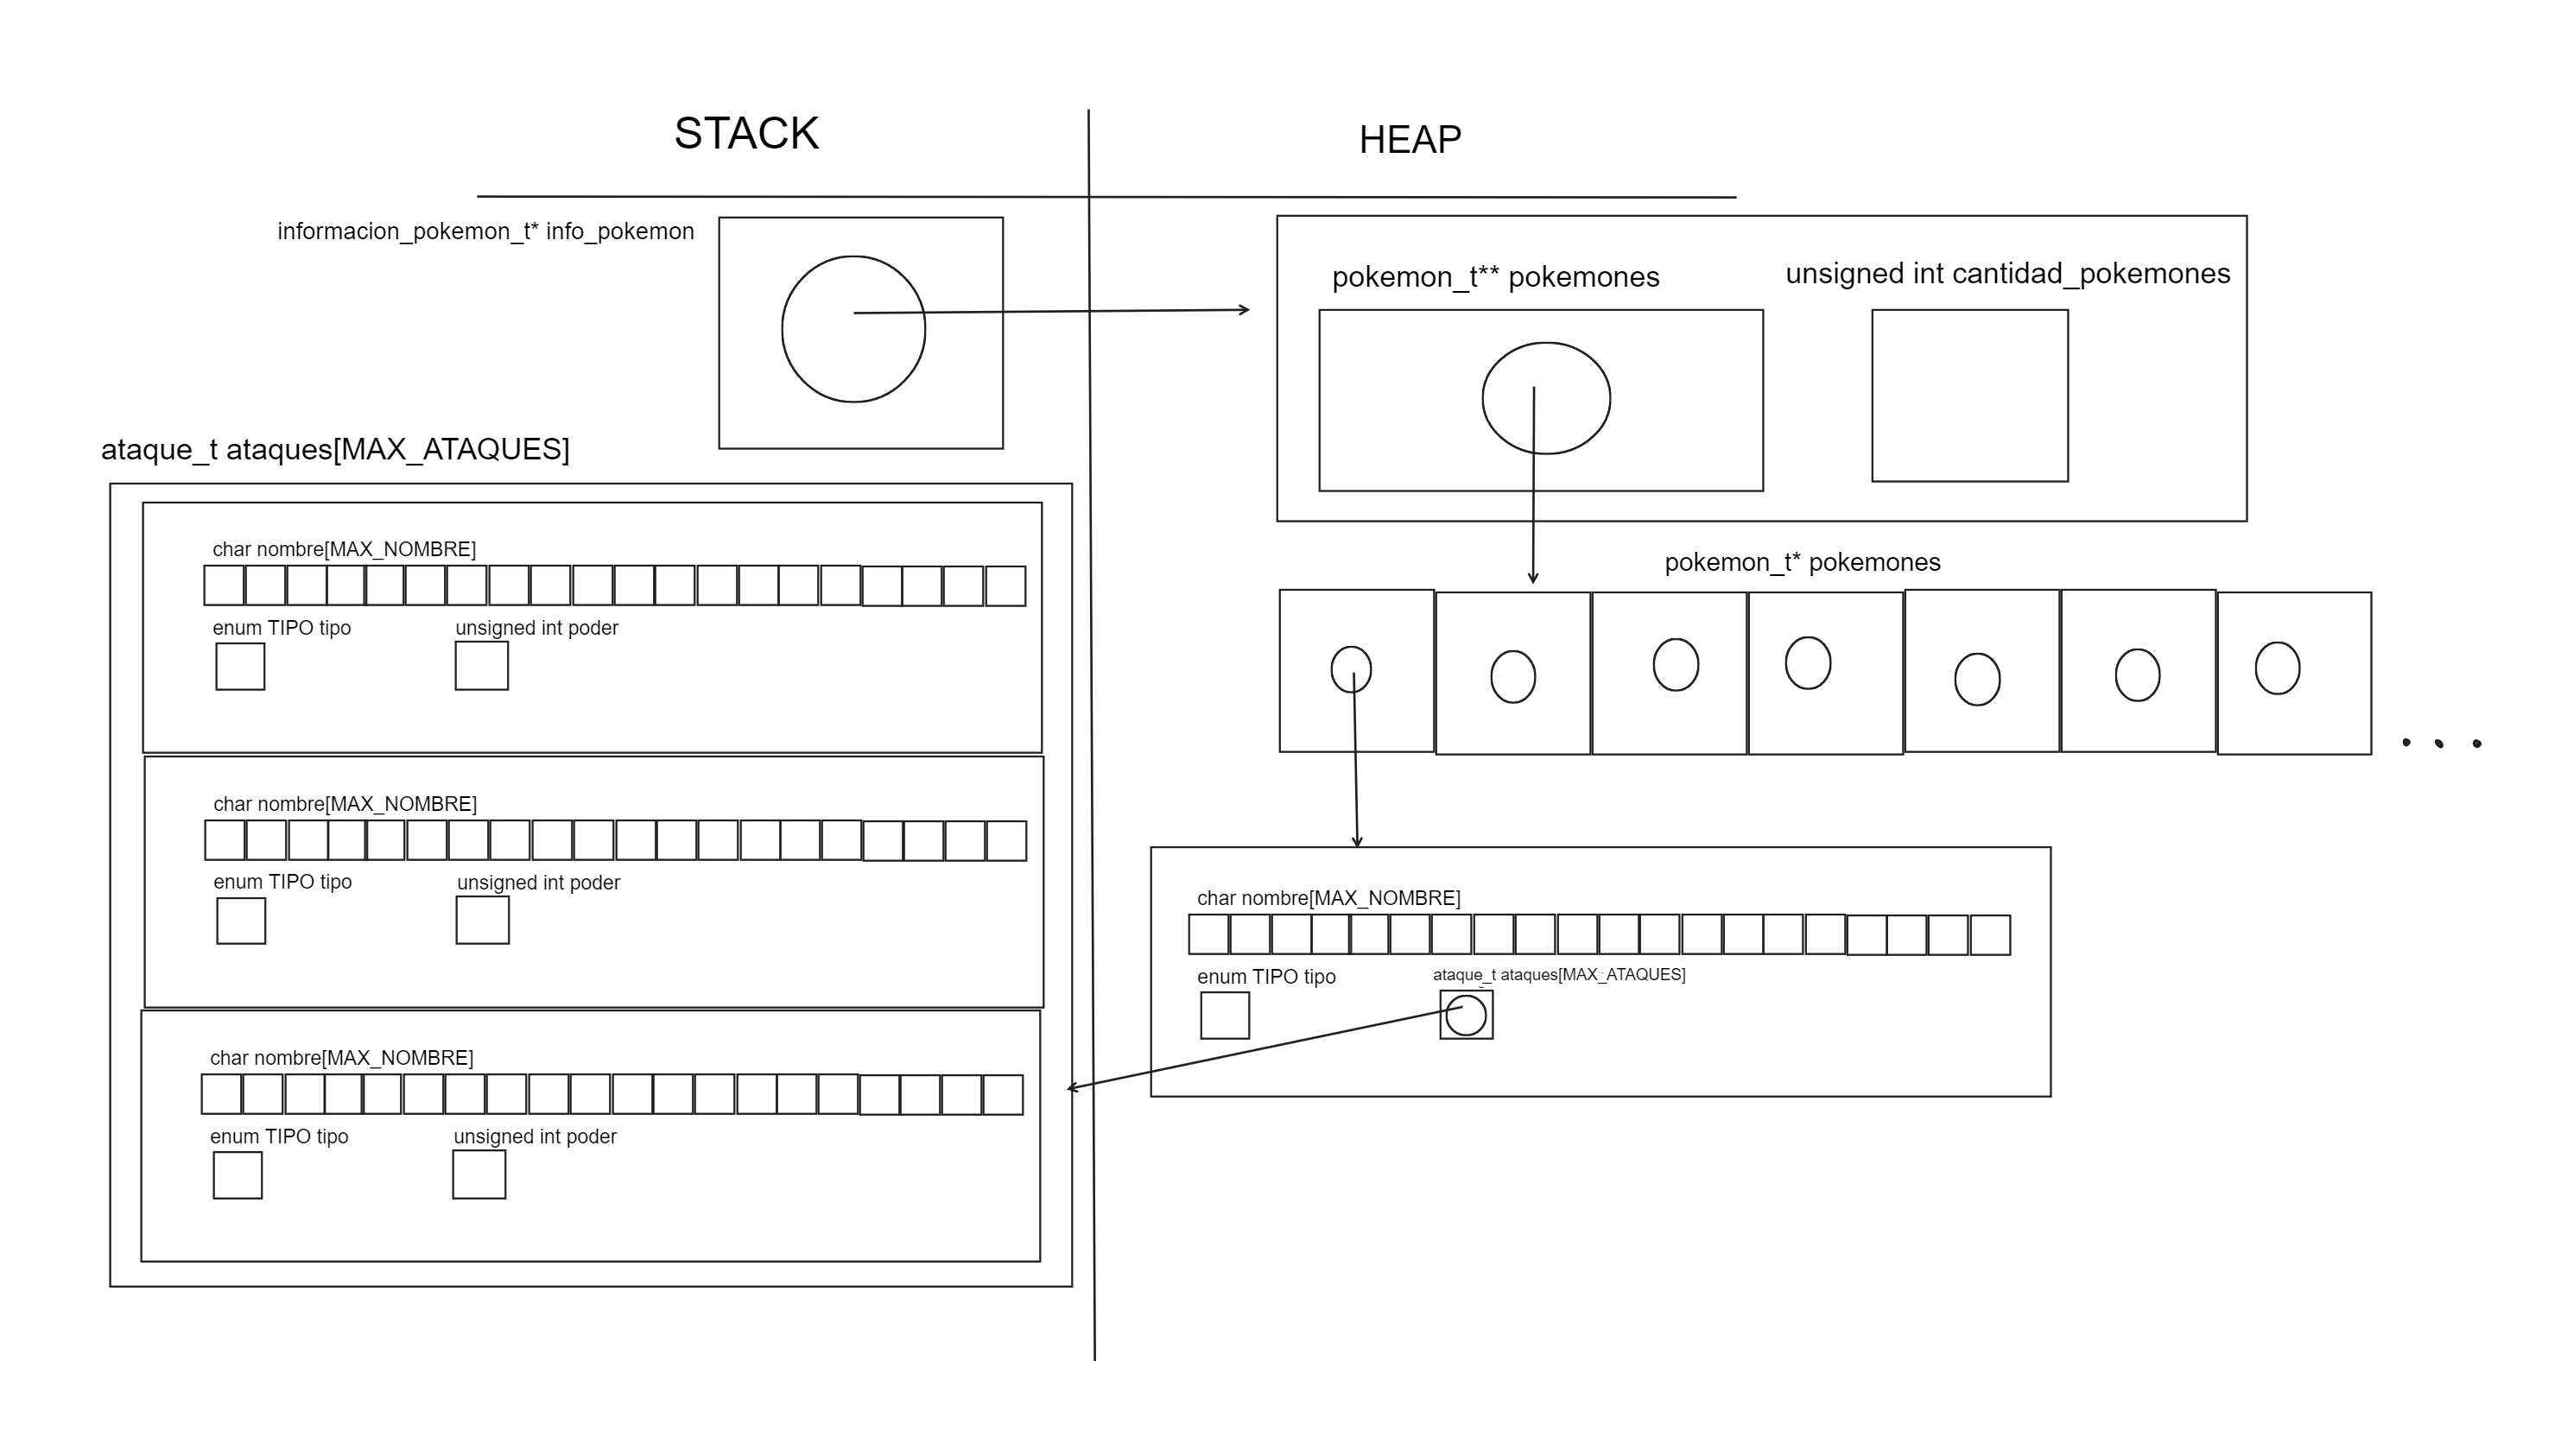 STACK
HEAP
informacion_pokemon_t* info_pokemon
pokemon_t** pokemones
unsigned int cantidad_pokemones
ataque_t ataques[MAX_ATAQUES]
char nombre[MAX_NOMBRE]
enum TIPO tipo
unsigned int poder
char nombre[MAX_NOMBRE]
enum TIPO tipo
unsigned int poder
char nombre[MAX_NOMBRE]
enum TIPO tipo
unsigned int poder
pokemon_t* pokemones
. . .
char nombre[MAX_NOMBRE]
enum TIPO tipo
ataque_t ataques[MAX_ATAQUES]